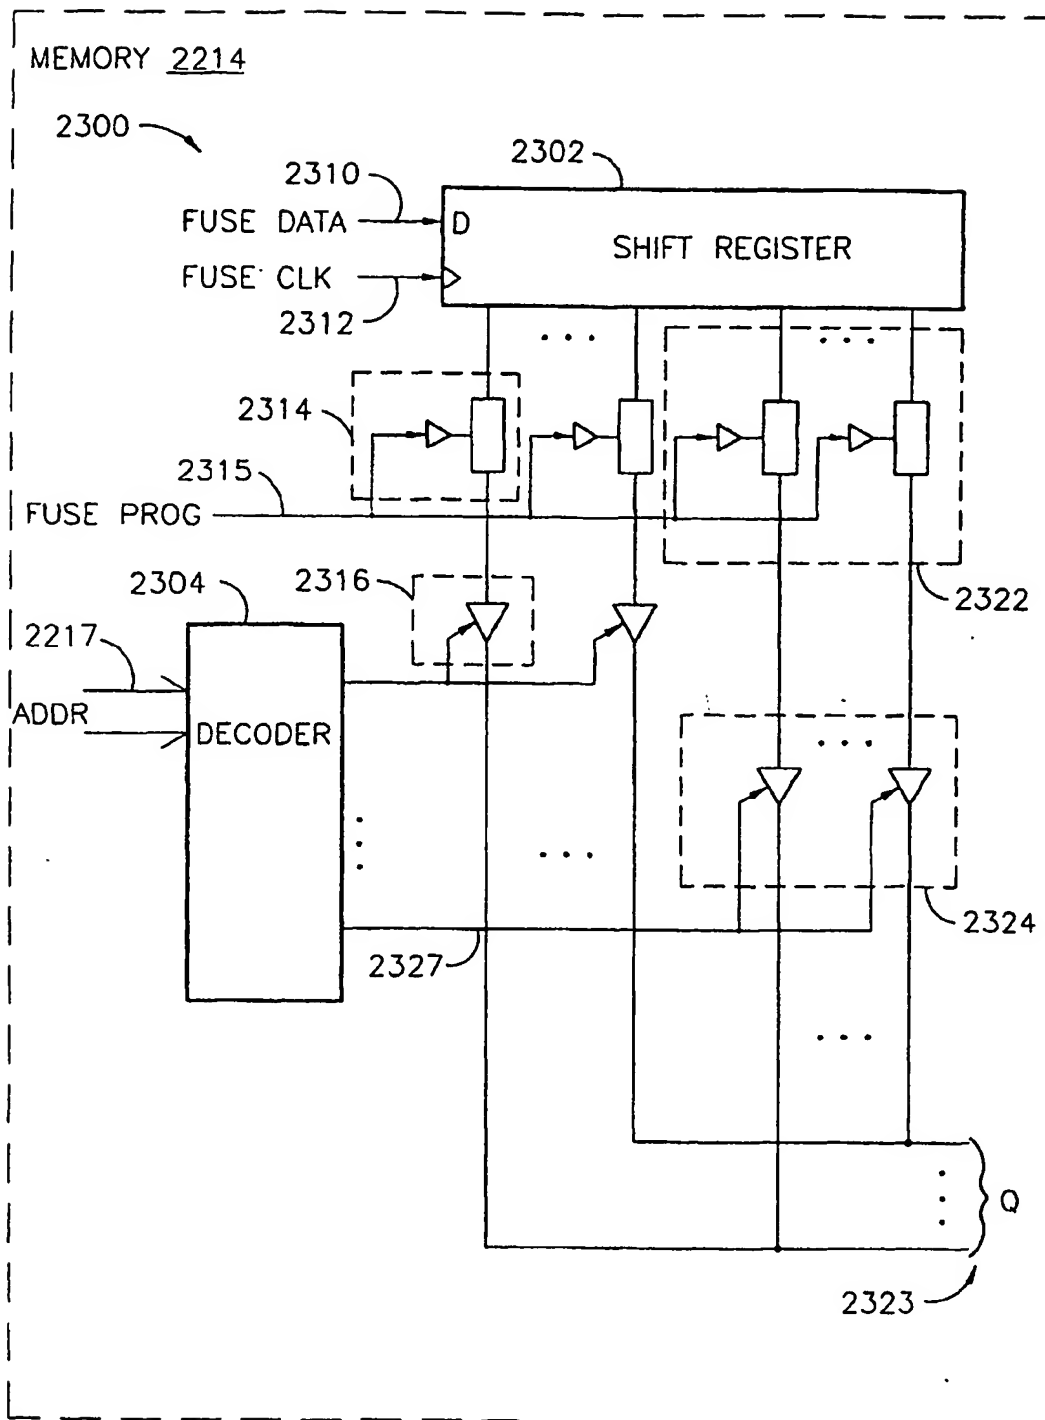 MEMORY 2214
2300
2302
2310
FUSE DATA
D
SHIFT REGISTER
FUSE CLK
2312
2314
2315
FUSE PROG
2316
2322
2304
2217
ADDR
DECODER
2324
2327
Q
2323